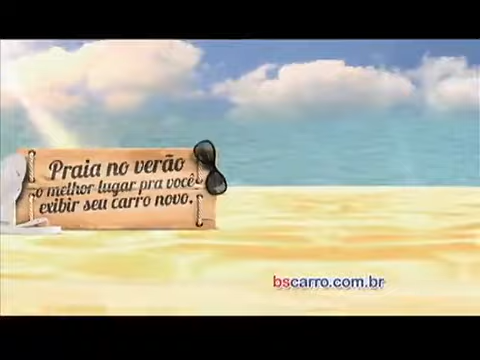 Praia no verão
o melhor lugar pra você
exibir seu carro novo.
bscarro.com.br